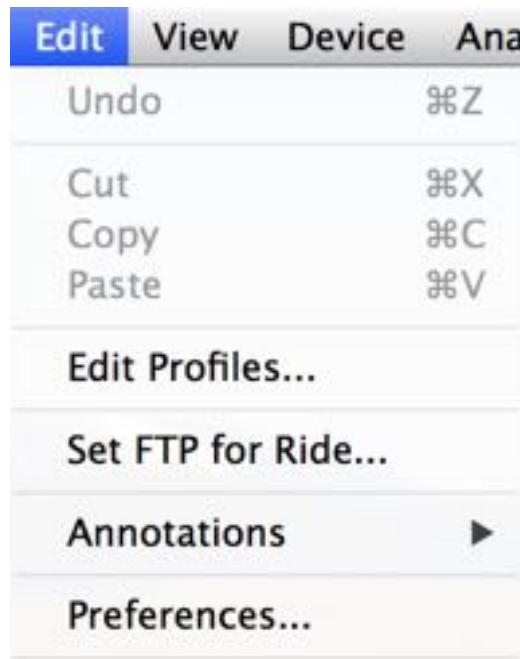 Edit View Device Ana
Undo ⌘Z
Cut ⌘X
Copy ⌘C
Paste ⌘V
Edit Profiles...
Set FTP for Ride...
Annotations ▶
Preferences...